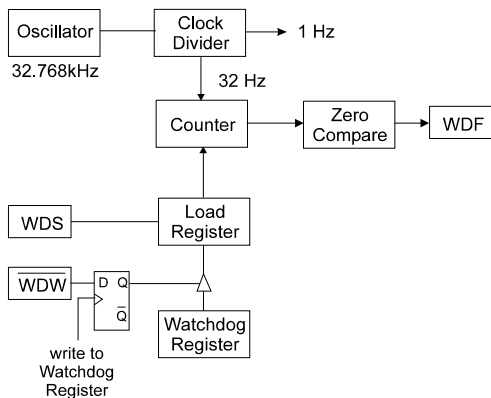 Oscillator
Clock
Divider
1 Hz
32.768kHz
32 Hz
Counter
Zero
Compare
WDF
WDS
Load
Register
W̅D̅W̅
D Q
Q̅
Watchdog
Register
write to
Watchdog
Register